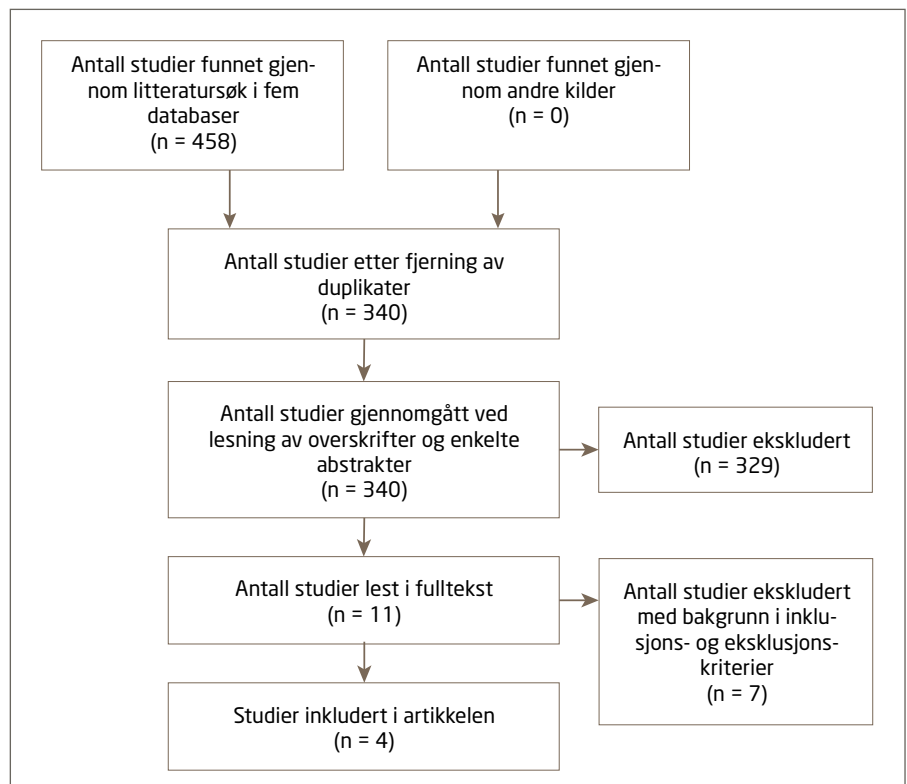 Antall studier funnet gjen-
nom litteratursøk i fem
databaser
(n = 458)
Antall studier funnet gjen-
nom andre kilder
(n = 0)
Antall studier etter fjerning av
duplikater
(n = 340)
Antall studier gjennomgått ved
lesning av overskrifter og enkelte
abstrakter
(n = 340)
Antall studier ekskludert
(n = 329)
Antall studier lest i fulltekst
(n = 11)
Antall studier ekskludert
med bakgrunn i inklu-
sjons- og eksklusjons-
kriterier
(n = 7)
Studier inkludert i artikkelen
(n = 4)